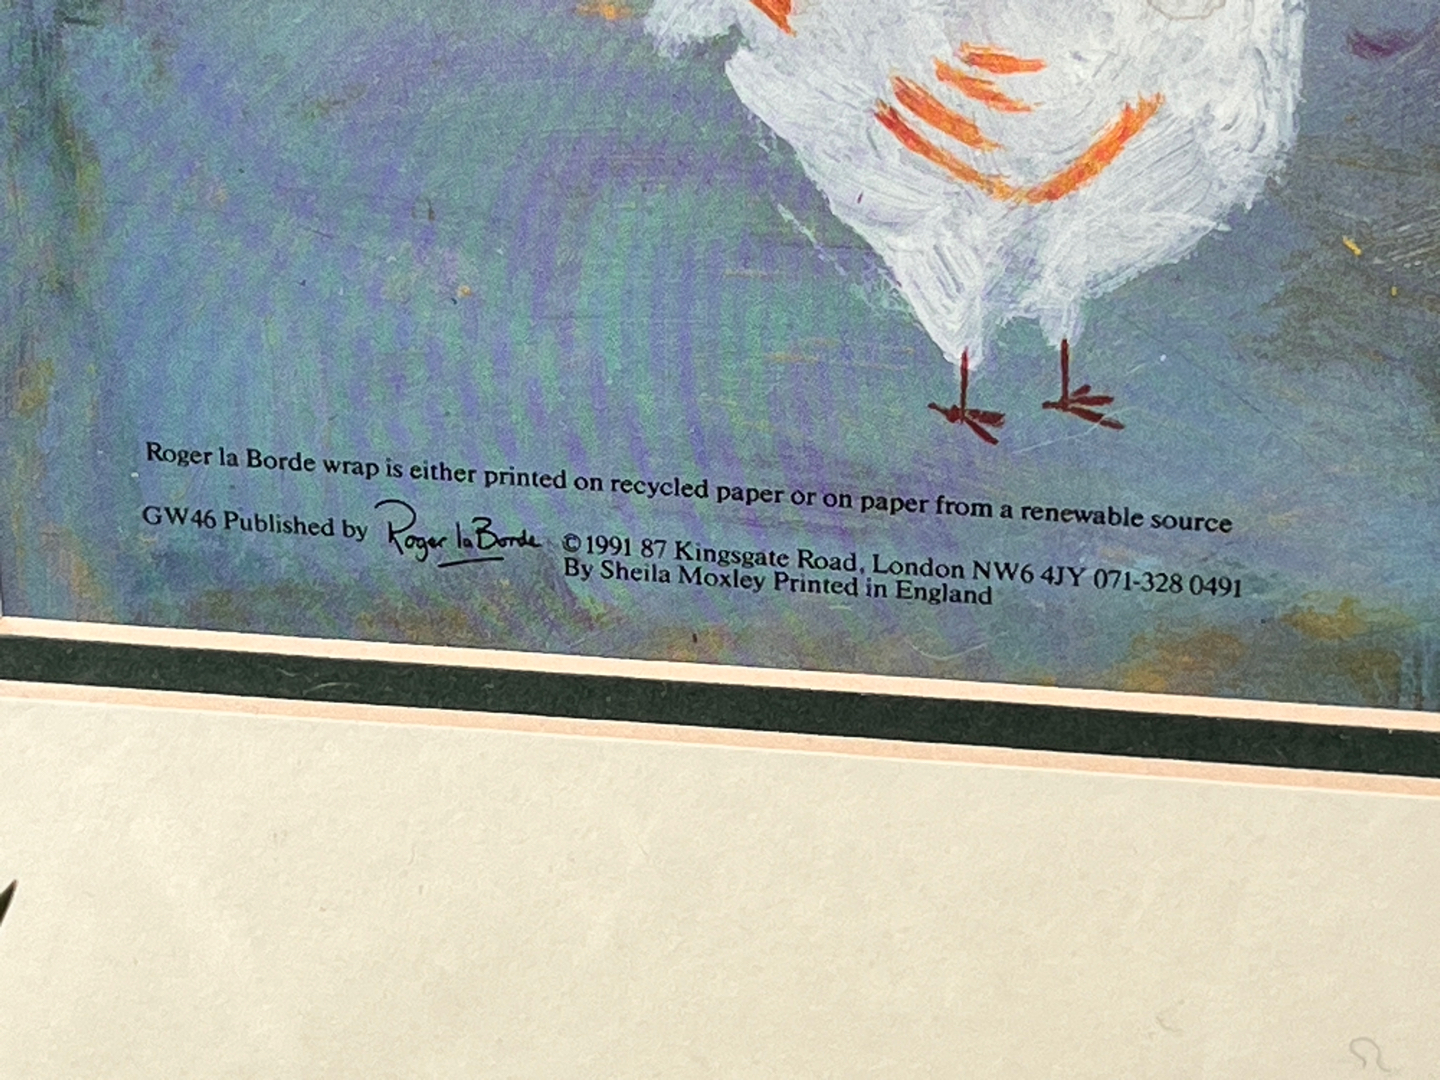 Roger la Borde wrap is either printed on recycled paper or on paper from a renewable source
GW46 Published by Roger la Borde ©1991 87 Kingsgate Road, London NW6 4JY 071-328 0491
By Sheila Moxley Printed in England